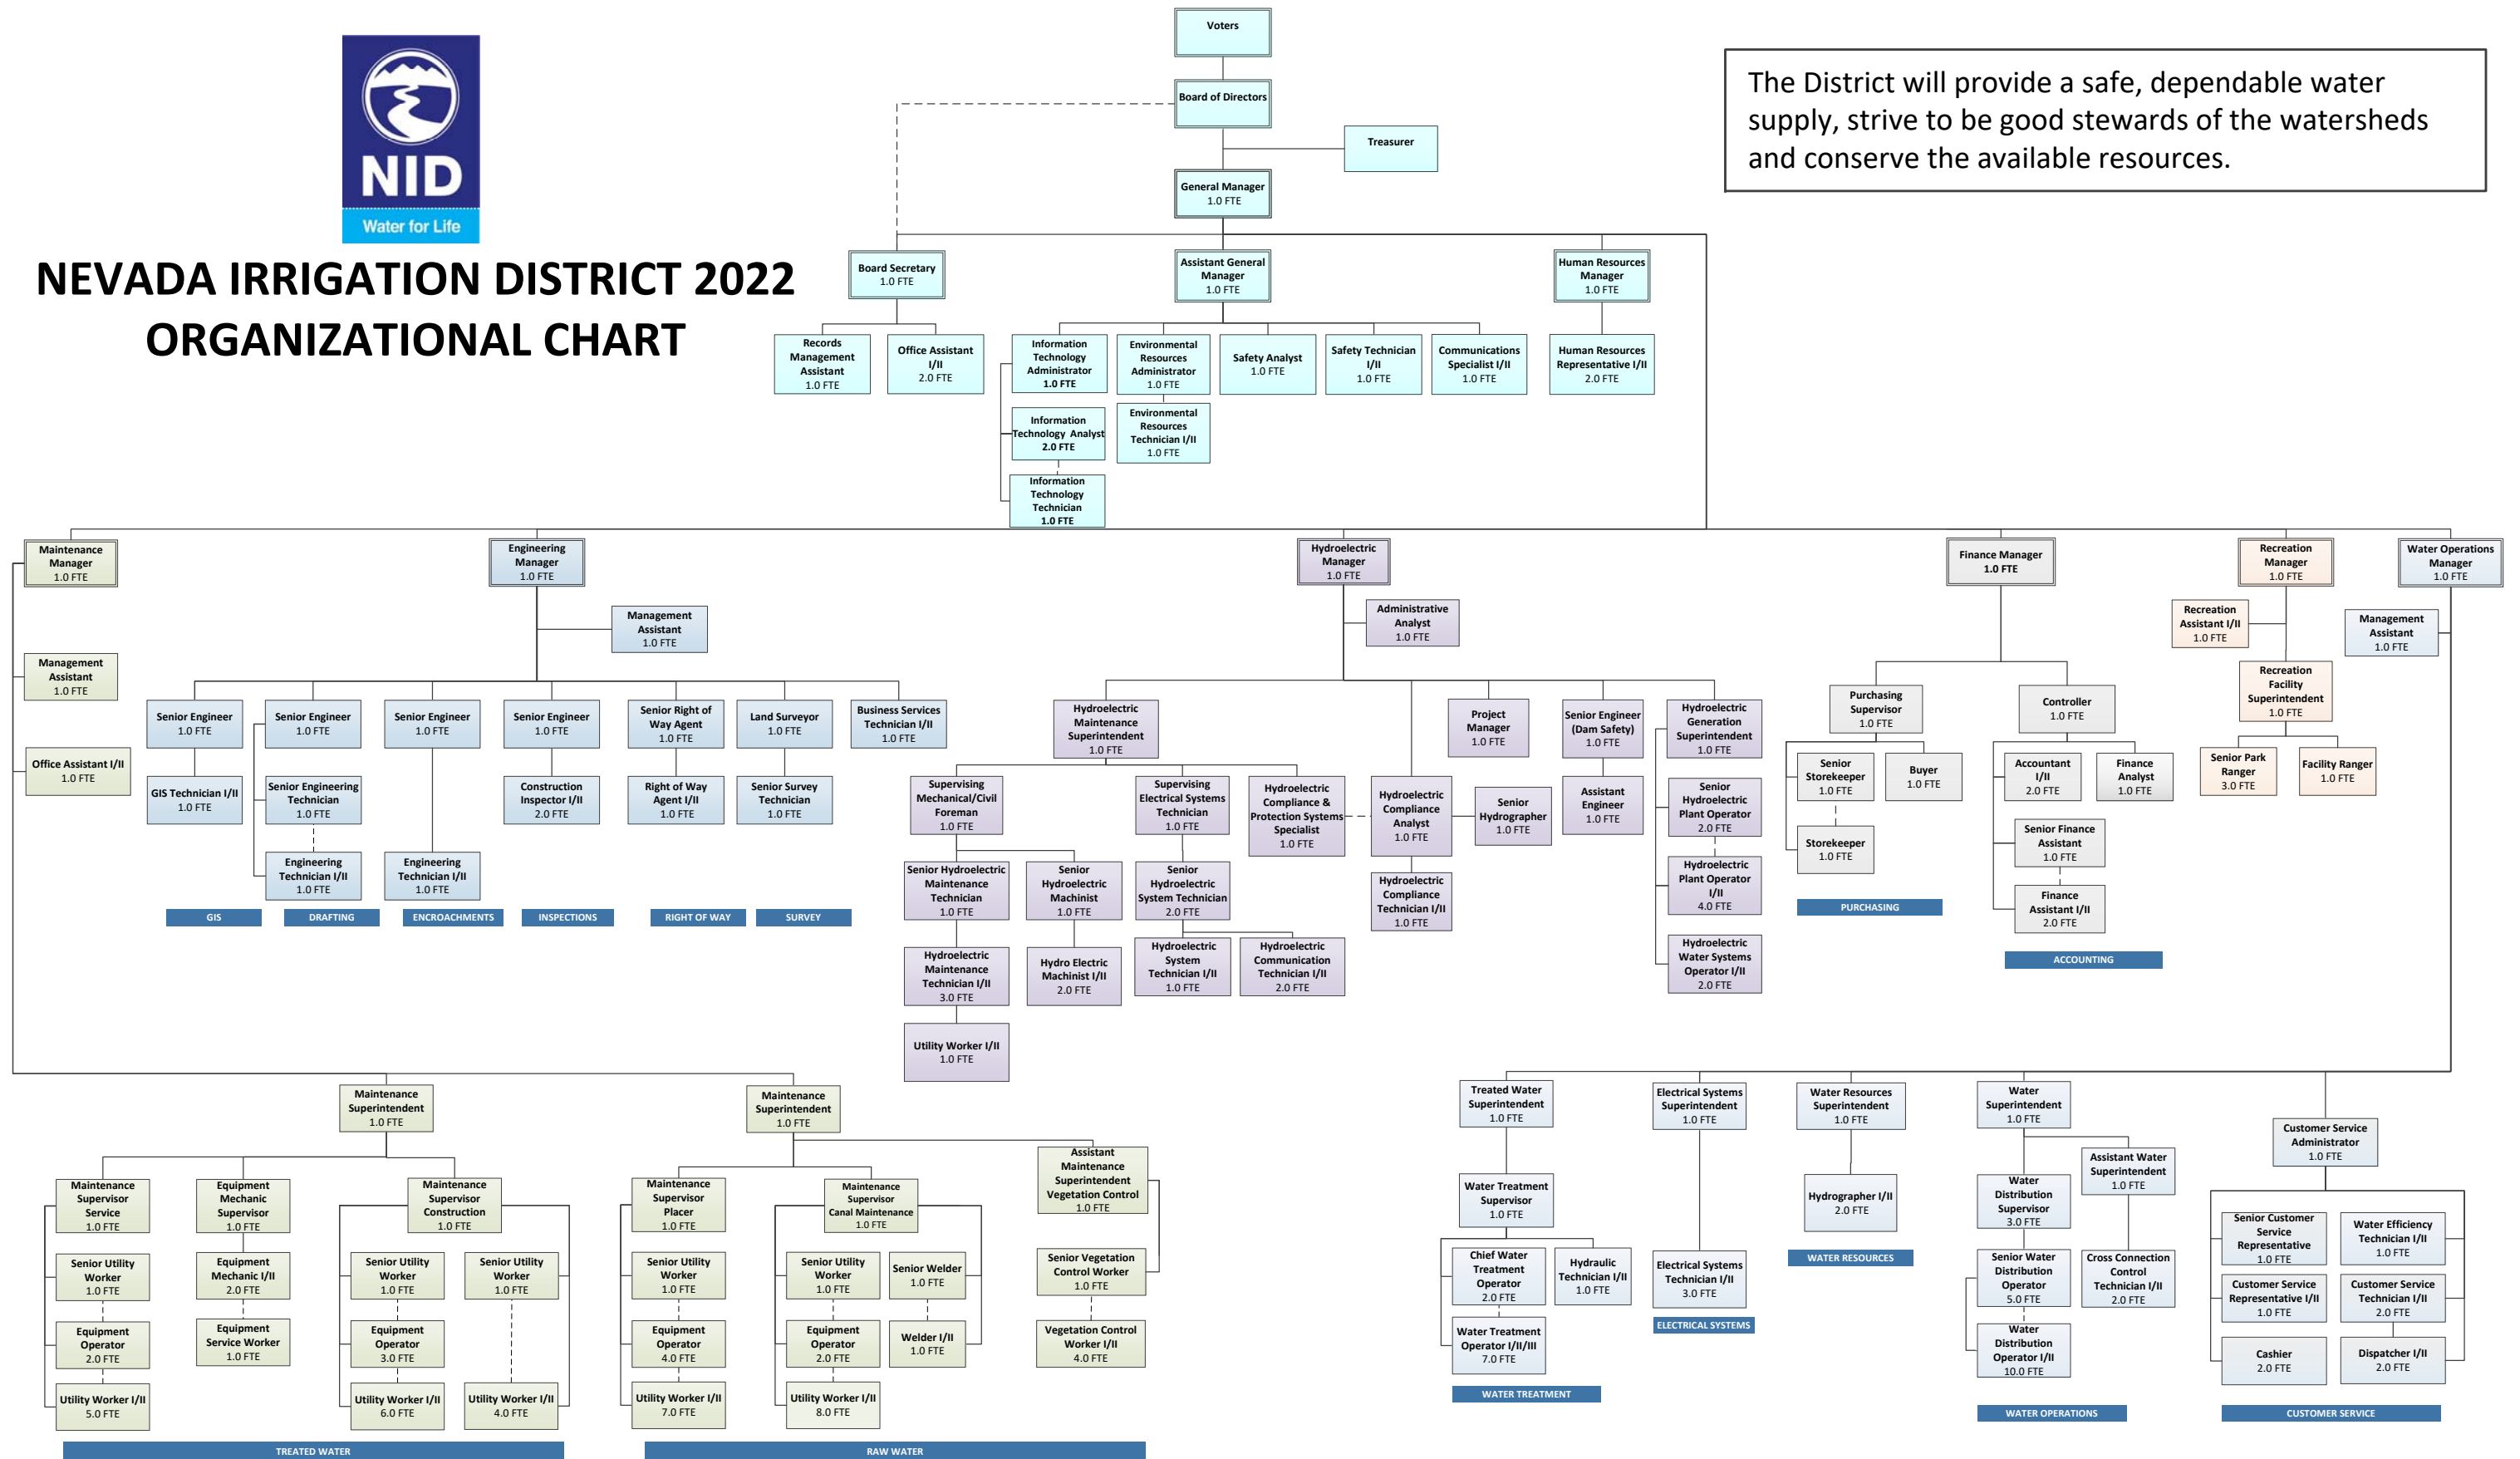 Voters
Board of Directors
Treasurer
General Manager
1.0 FTE
The District will provide a safe, dependable water
supply, strive to be good stewards of the watersheds
and conserve the available resources.
NID
Water for Life
NEVADA IRRIGATION DISTRICT 2022
ORGANIZATIONAL CHART
Board Secretary
1.0 FTE
Assistant General
Manager
1.0 FTE
Human Resources
Manager
1.0 FTE
Records
Management
Assistant
1.0 FTE
Office Assistant
I/II
2.0 FTE
Information
Technology
Administrator
1.0 FTE
Environmental
Resources
Administrator
1.0 FTE
Safety Analyst
1.0 FTE
Safety Technician
I/II
1.0 FTE
Communications
Specialist I/II
1.0 FTE
Human Resources
Representative I/II
2.0 FTE
Information
Technology Analyst
2.0 FTE
Environmental
Resources
Technician I/II
1.0 FTE
Information
Technology
Technician
1.0 FTE
Maintenance
Manager
1.0 FTE
Engineering
Manager
1.0 FTE
Hydroelectric
Manager
1.0 FTE
Finance Manager
1.0 FTE
Recreation
Manager
1.0 FTE
Water Operations
Manager
1.0 FTE
Management
Assistant
1.0 FTE
Office Assistant I/II
1.0 FTE
Management
Assistant
1.0 FTE
Senior Engineer
1.0 FTE
Senior Engineer
1.0 FTE
Senior Engineer
1.0 FTE
Senior Engineer
1.0 FTE
Senior Right of
Way Agent
1.0 FTE
Land Surveyor
1.0 FTE
Business Services
Technician I/II
1.0 FTE
GIS Technician I/II
1.0 FTE
Senior Engineering
Technician
1.0 FTE
Construction
Inspector I/II
2.0 FTE
Right of Way
Agent I/II
1.0 FTE
Senior Survey
Technician
1.0 FTE
Engineering
Technician I/II
1.0 FTE
Engineering
Technician I/II
1.0 FTE
GIS
DRAFTING
ENCROACHMENTS
INSPECTIONS
RIGHT OF WAY
SURVEY
Administrative
Analyst
1.0 FTE
Hydroelectric
Maintenance
Superintendent
1.0 FTE
Project
Manager
1.0 FTE
Senior Engineer
(Dam Safety)
1.0 FTE
Hydroelectric
Generation
Superintendent
1.0 FTE
Supervising
Mechanical/Civil
Foreman
1.0 FTE
Supervising
Electrical Systems
Technician
1.0 FTE
Hydroelectric
Compliance &
Protection Systems
Specialist
1.0 FTE
Hydroelectric
Compliance
Analyst
1.0 FTE
Senior
Hydrographer
1.0 FTE
Assistant
Engineer
1.0 FTE
Senior
Hydroelectric
Plant Operator
2.0 FTE
Senior Hydroelectric
Maintenance
Technician
1.0 FTE
Senior
Hydroelectric
Machinist
1.0 FTE
Senior
Hydroelectric
System Technician
2.0 FTE
Hydroelectric
Compliance
Technician I/II
1.0 FTE
Hydroelectric
Plant Operator
I/II
4.0 FTE
Hydroelectric
Maintenance
Technician I/II
3.0 FTE
Hydro Electric
Machinist I/II
2.0 FTE
Hydroelectric
System
Technician I/II
1.0 FTE
Hydroelectric
Communication
Technician I/II
2.0 FTE
Hydroelectric
Water Systems
Operator I/II
2.0 FTE
Utility Worker I/II
1.0 FTE
Purchasing
Supervisor
1.0 FTE
Controller
1.0 FTE
Senior
Storekeeper
1.0 FTE
Buyer
1.0 FTE
Accountant
I/II
2.0 FTE
Finance
Analyst
1.0 FTE
Storekeeper
1.0 FTE
Senior Finance
Assistant
1.0 FTE
Finance
Assistant I/II
2.0 FTE
PURCHASING
ACCOUNTING
Recreation
Assistant I/II
1.0 FTE
Recreation
Facility
Superintendent
1.0 FTE
Senior Park
Ranger
3.0 FTE
Facility Ranger
1.0 FTE
Management
Assistant
1.0 FTE
Maintenance
Superintendent
1.0 FTE
Maintenance
Superintendent
1.0 FTE
Maintenance
Supervisor
Service
1.0 FTE
Equipment
Mechanic
Supervisor
1.0 FTE
Maintenance
Supervisor
Construction
1.0 FTE
Senior Utility
Worker
1.0 FTE
Equipment
Mechanic I/II
2.0 FTE
Senior Utility
Worker
1.0 FTE
Senior Utility
Worker
1.0 FTE
Equipment
Operator
2.0 FTE
Equipment
Service Worker
1.0 FTE
Equipment
Operator
3.0 FTE
Utility Worker I/II
5.0 FTE
Utility Worker I/II
6.0 FTE
Utility Worker I/II
4.0 FTE
TREATED WATER
Maintenance
Supervisor
Placer
1.0 FTE
Maintenance
Supervisor
Canal Maintenance
1.0 FTE
Assistant
Maintenance
Superintendent
Vegetation Control
1.0 FTE
Senior Utility
Worker
1.0 FTE
Senior Utility
Worker
1.0 FTE
Senior Welder
1.0 FTE
Senior Vegetation
Control Worker
1.0 FTE
Equipment
Operator
4.0 FTE
Equipment
Operator
2.0 FTE
Welder I/II
1.0 FTE
Vegetation Control
Worker I/II
4.0 FTE
Utility Worker I/II
7.0 FTE
Utility Worker I/II
8.0 FTE
RAW WATER
Treated Water
Superintendent
1.0 FTE
Electrical Systems
Superintendent
1.0 FTE
Water Resources
Superintendent
1.0 FTE
Water
Superintendent
1.0 FTE
Customer Service
Administrator
1.0 FTE
Water Treatment
Supervisor
1.0 FTE
Chief Water
Treatment
Operator
2.0 FTE
Hydraulic
Technician I/II
1.0 FTE
Water Treatment
Operator I/II/III
7.0 FTE
WATER TREATMENT
Electrical Systems
Technician I/II
3.0 FTE
ELECTRICAL SYSTEMS
Hydrographer I/II
2.0 FTE
WATER RESOURCES
Assistant Water
Superintendent
1.0 FTE
Water
Distribution
Supervisor
3.0 FTE
Senior Water
Distribution
Operator
5.0 FTE
Cross Connection
Control
Technician I/II
2.0 FTE
Water
Distribution
Operator I/II
10.0 FTE
WATER OPERATIONS
Senior Customer
Service
Representative
1.0 FTE
Water Efficiency
Technician I/II
1.0 FTE
Customer Service
Representative I/II
1.0 FTE
Customer Service
Technician I/II
2.0 FTE
Cashier
2.0 FTE
Dispatcher I/II
2.0 FTE
CUSTOMER SERVICE